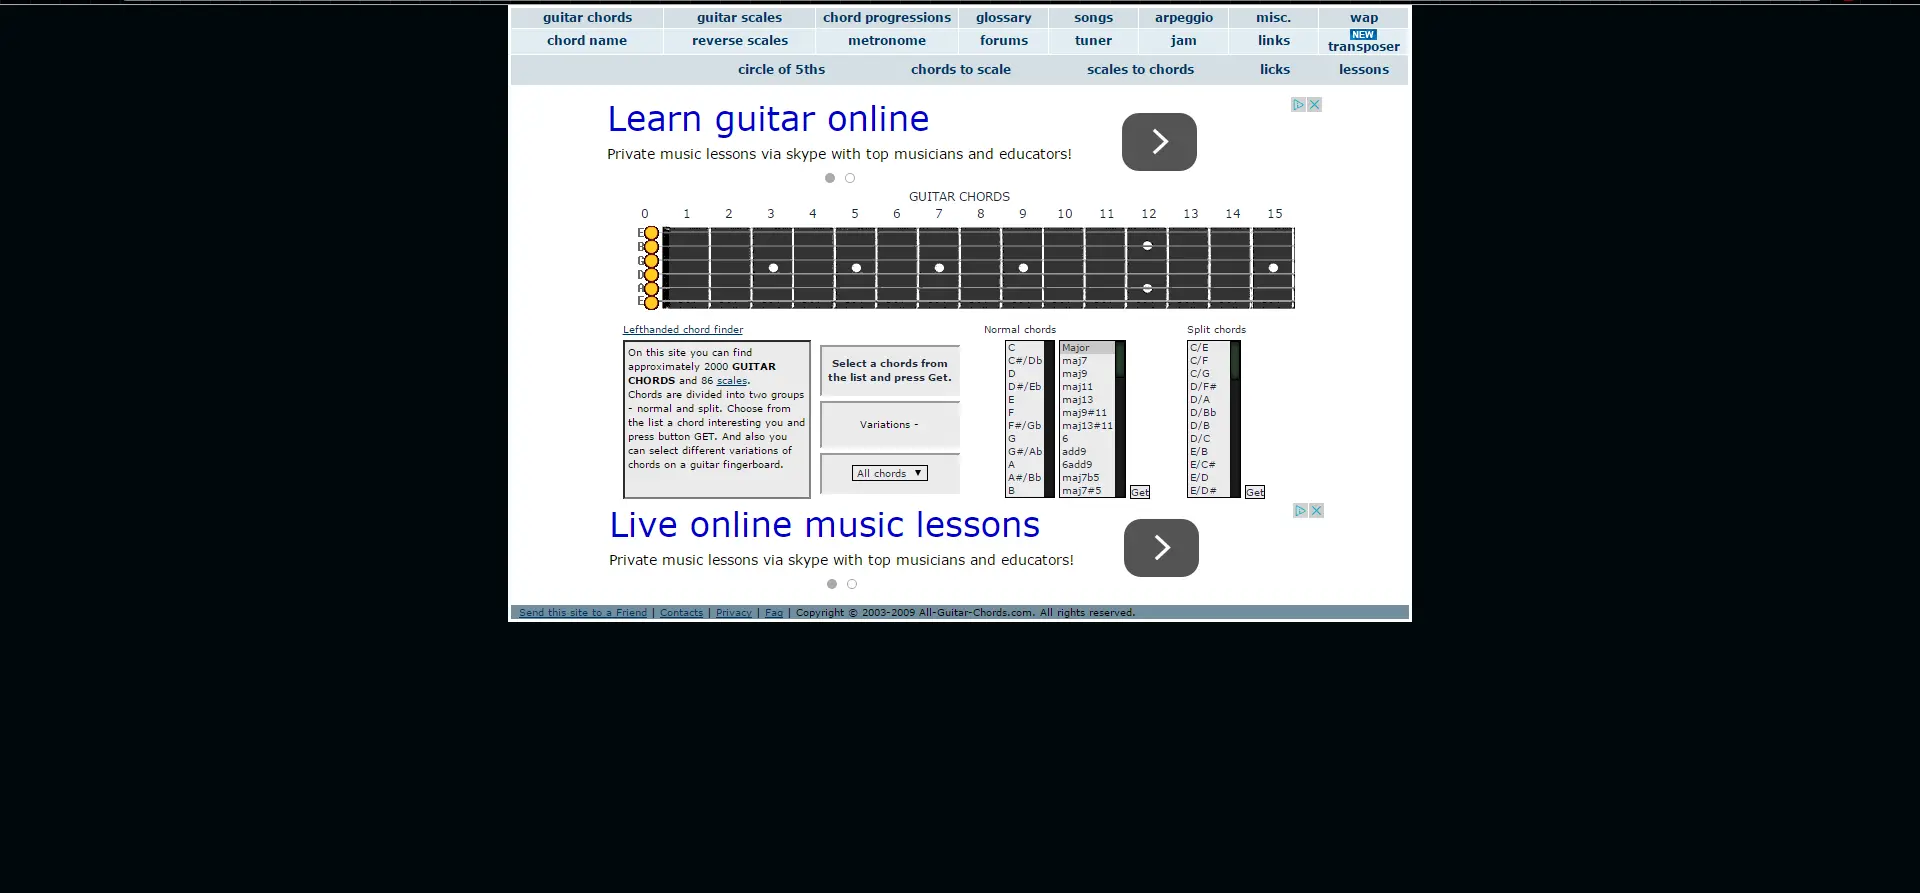 guitar chords guitar scales chord progressions glossary songs arpeggio misc. wap
chord name reverse scales metronome forums tuner jam links NEW transposer
circle of 5ths chords to scale scales to chords licks lessons
Learn guitar online
Private music lessons via skype with top musicians and educators!
GUITAR CHORDS
0 1 2 3 4 5 6 7 8 9 10 11 12 13 14 15
E
B
G
D
A
E
Lefthanded chord finder
On this site you can find
approximately 2000 GUITAR
CHORDS and 86 scales.
Chords are divided into two groups
- normal and split. Choose from
the list a chord interesting you and
press button GET. And also you
can select different variations of
chords on a guitar fingerboard.
Select a chords from
the list and press Get.
Variations -
All chords ▼
Normal chords
C
C#/Db
D
D#/Eb
E
F
F#/Gb
G
G#/Ab
A
A#/Bb
B
Major
maj7
maj9
maj11
maj13
maj9#11
maj13#11
6
add9
6add9
maj7b5
maj7#5
Get
Split chords
C/E
C/F
C/G
D/F#
D/A
D/Bb
D/B
D/C
E/B
E/C#
E/D
E/D#
Get
Live online music lessons
Private music lessons via skype with top musicians and educators!
Send this site to a Friend | Contacts | Privacy | Faq | Copyright © 2003-2009 All-Guitar-Chords.com. All rights reserved.